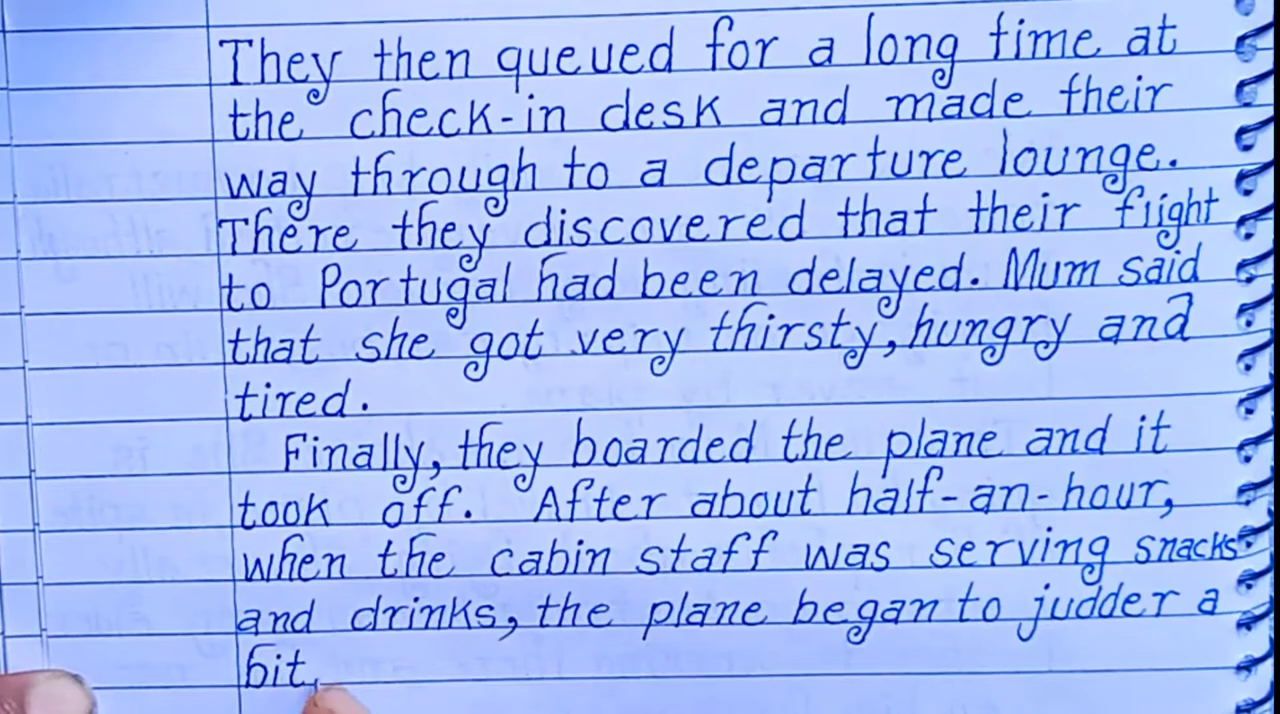 They then queued for a long time at
the check-in desk and made their
way through to a departure lounge.
There they discovered that their flight
to Portugal had been delayed. Mum said
that she got very thirsty, hungry and
tired.
Finally, they boarded the plane and it
took off. After about half-an-hour,
when the cabin staff was serving snacks
and drinks, the plane began to judder a
bit.